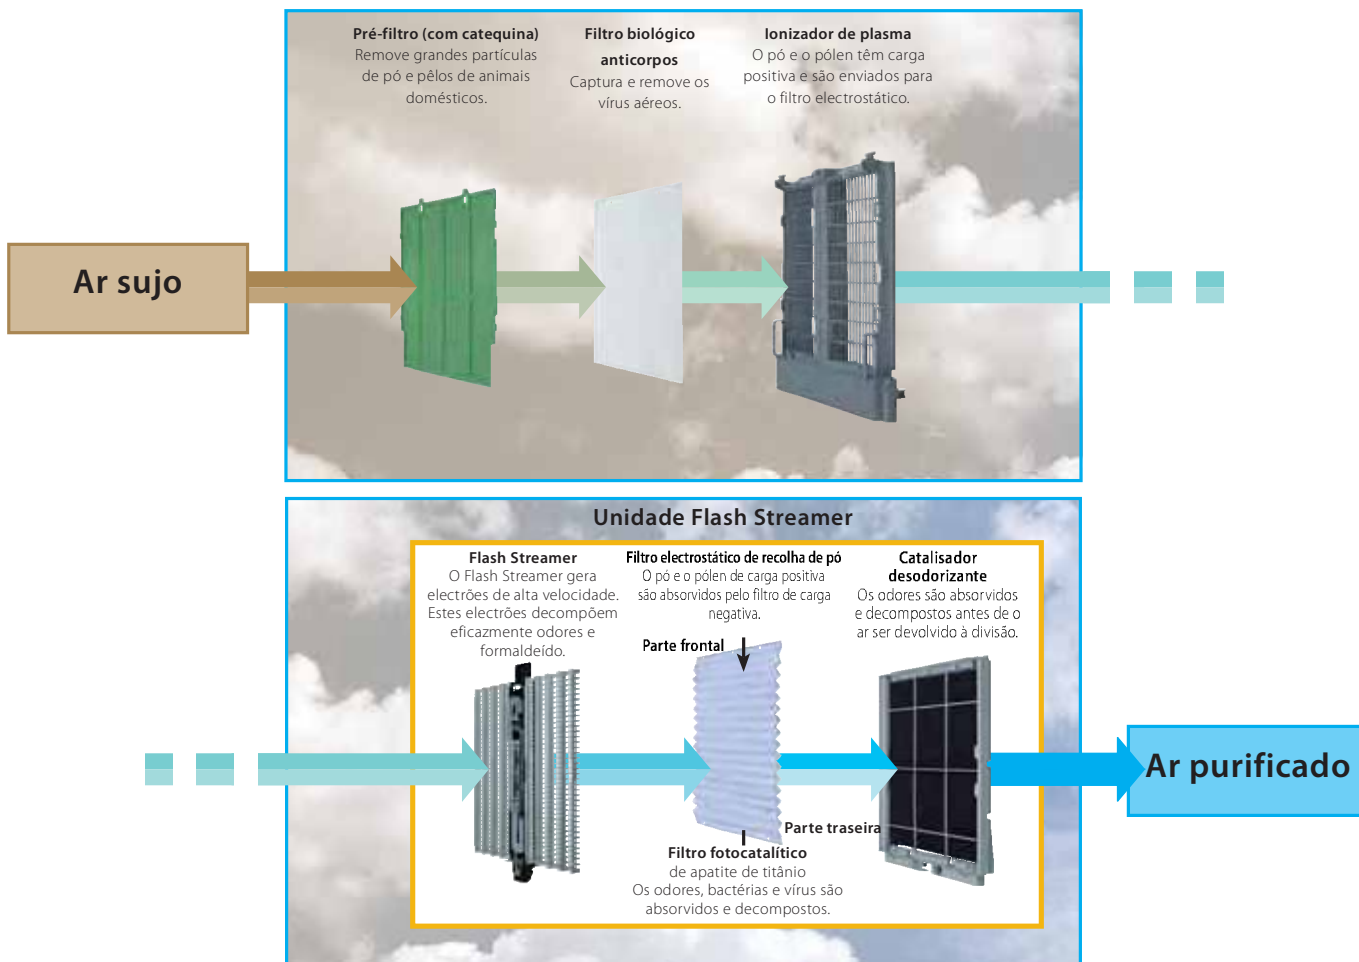 Pré-filtro (com catequina)
Remove grandes partículas
de pó e pêlos de animais
domésticos.
Filtro biológico
anticorpos
Captura e remove os
vírus aéreos.
Ionizador de plasma
O pó e o pólen têm carga
positiva e são enviados para
o filtro electrostático.
Ar sujo
Unidade Flash Streamer
Flash Streamer
O Flash Streamer gera
electrões de alta velocidade.
Estes electrões decompõem
eficazmente odores e
formaldeído.
Filtro electrostático de recolha de pó
O pó e o pólen de carga positiva
são absorvidos pelo filtro de carga
negativa.
Parte frontal
Catalisador
desodorizante
Os odores são absorvidos
e decompostos antes de o
ar ser devolvido à divisão.
Ar purificado
Parte traseira
Filtro fotocatalítico
de apatite de titânio
Os odores, bactérias e vírus são
absorvidos e decompostos.